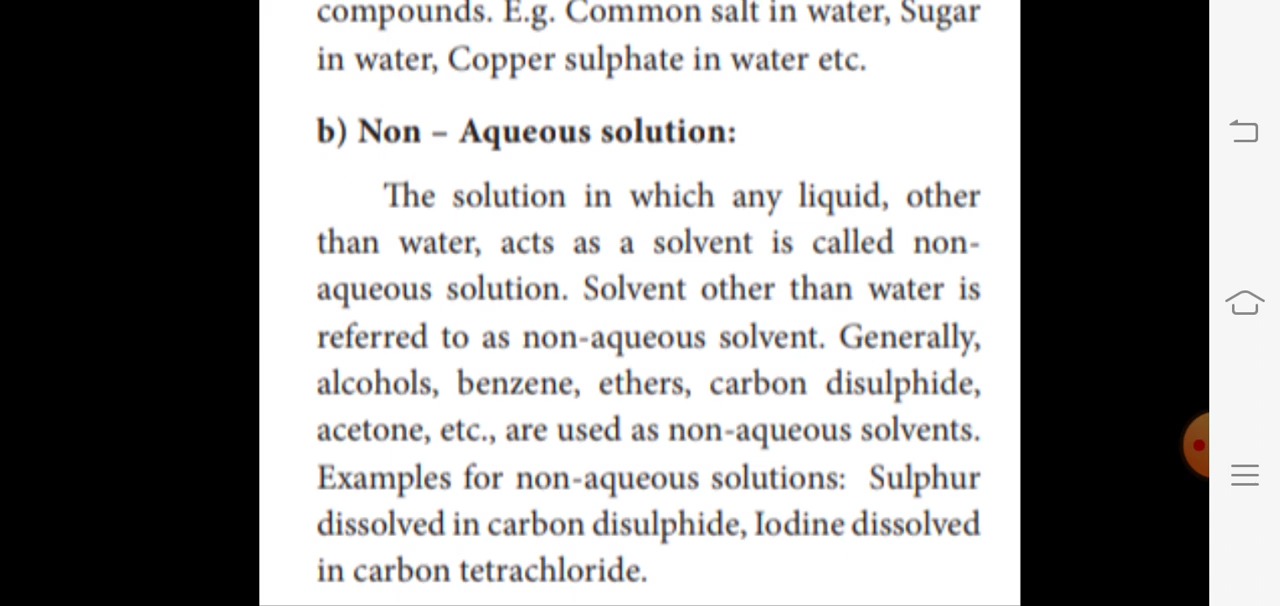 compounds. E.g. Common salt in water, Sugar
in water, Copper sulphate in water etc.
b) Non – Aqueous solution:
The solution in which any liquid, other
than water, acts as a solvent is called non-
aqueous solution. Solvent other than water is
referred to as non-aqueous solvent. Generally,
alcohols, benzene, ethers, carbon disulphide,
acetone, etc., are used as non-aqueous solvents.
Examples for non-aqueous solutions: Sulphur
dissolved in carbon disulphide, Iodine dissolved
in carbon tetrachloride.